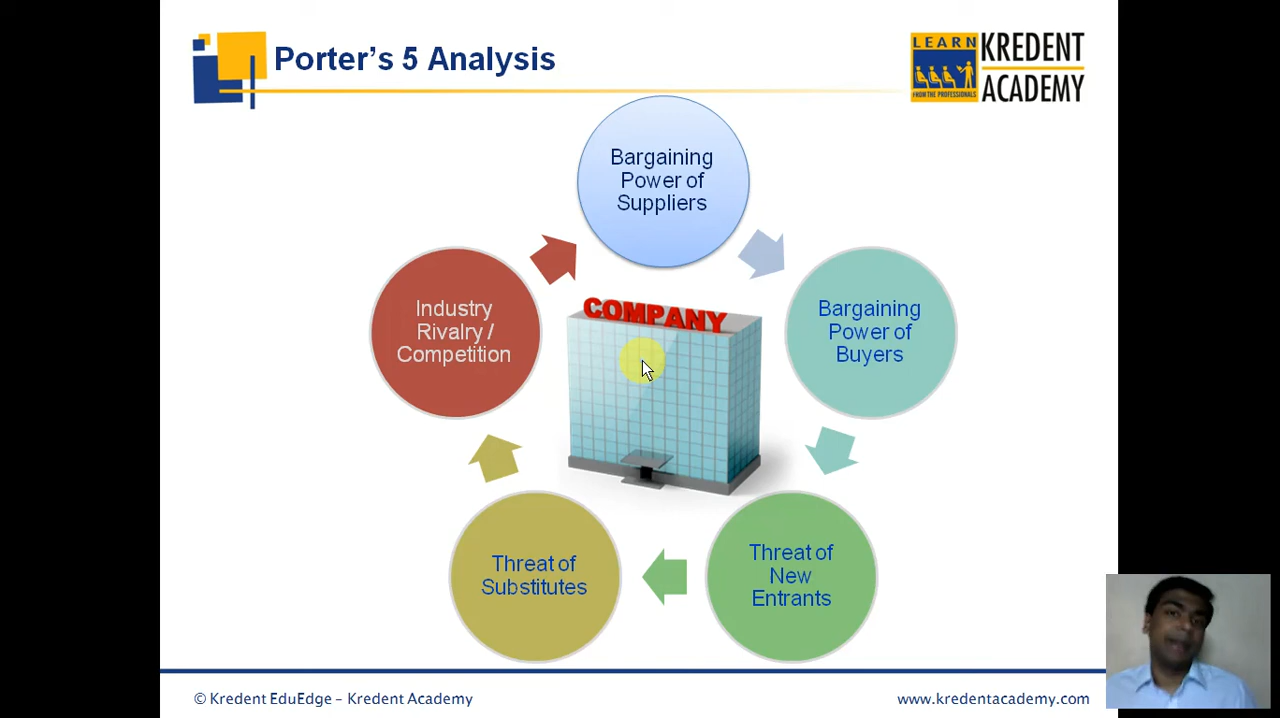 Porter's 5 Analysis
LEARN
FROM THE PROFESSIONALS
KREDENT
ACADEMY
Bargaining
Power of
Suppliers
Industry
Rivalry /
Competition
COMPANY
Bargaining
Power of
Buyers
Threat of
Substitutes
Threat of
New
Entrants
© Kredent EduEdge – Kredent Academy
www.kredentacademy.com